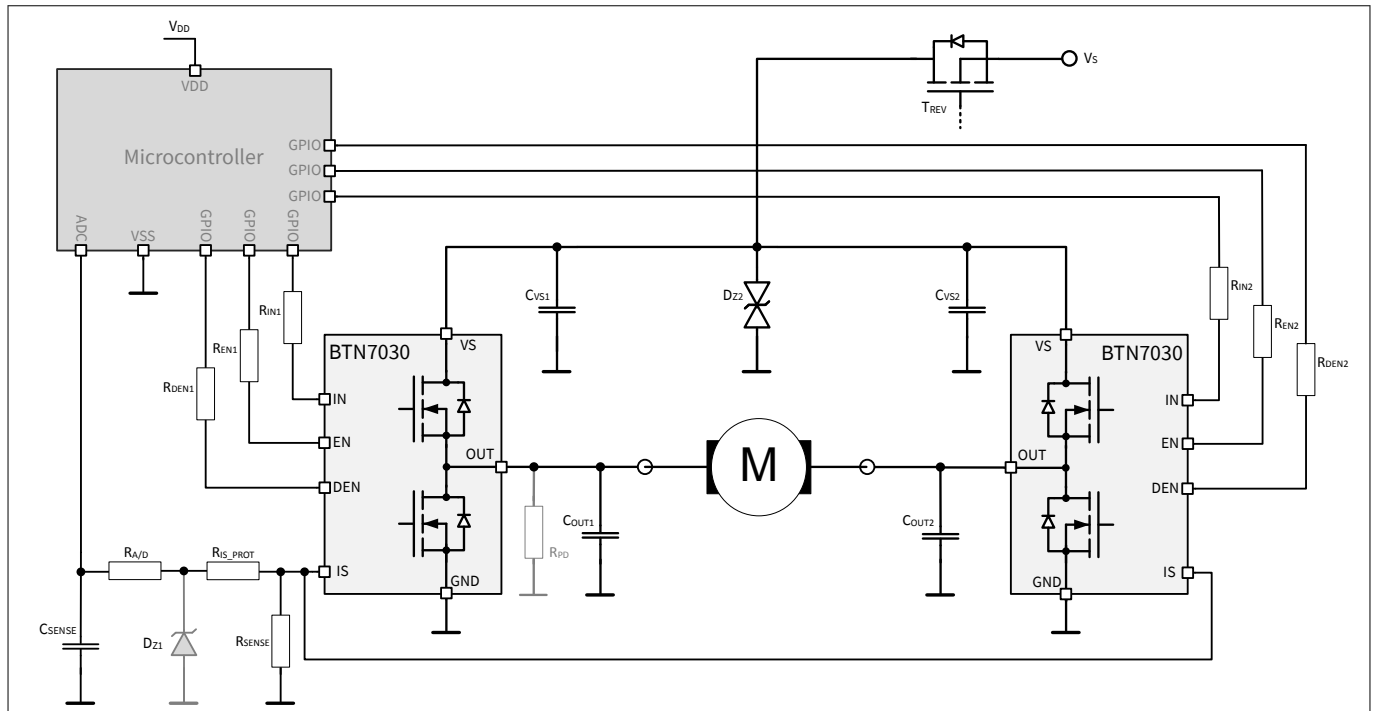 VDD
VS
VDD
TREV
Microcontroller
GPIO
GPIO
GPIO
ADC
VSS
GPIO
GPIO
GPIO
RIN1
REN1
RDEN1
CVS1
DZ2
CVS2
RIN2
REN2
RDEN2
BTN7030
VS
IN
EN
DEN
OUT
IS
GND
BTN7030
VS
IN
EN
DEN
OUT
IS
GND
M
RPD
COUT1
COUT2
RA/D
RIS_PROT
CSENSE
DZ1
RSENSE